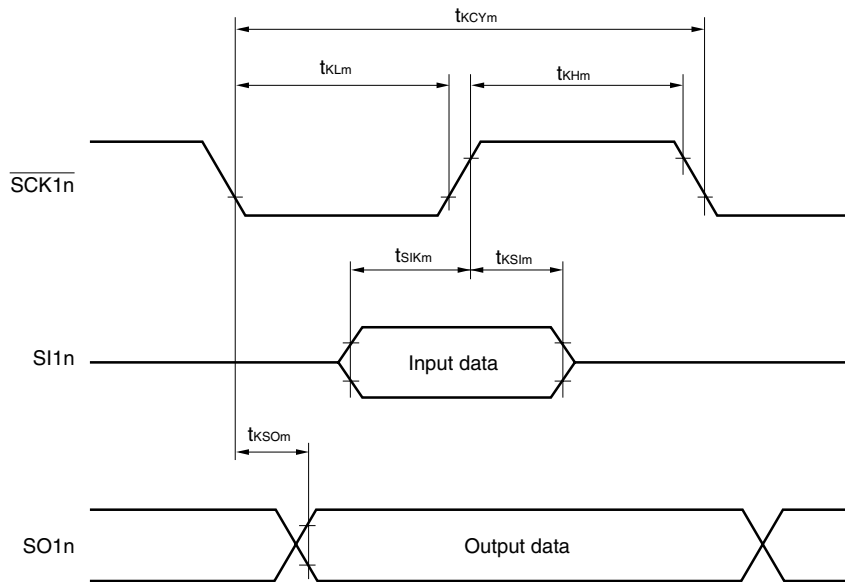 tKCYm
tKLm
tKHm
SCK1n
tSIKm
tKSIm
SI1n
Input data
tKSOm
SO1n
Output data